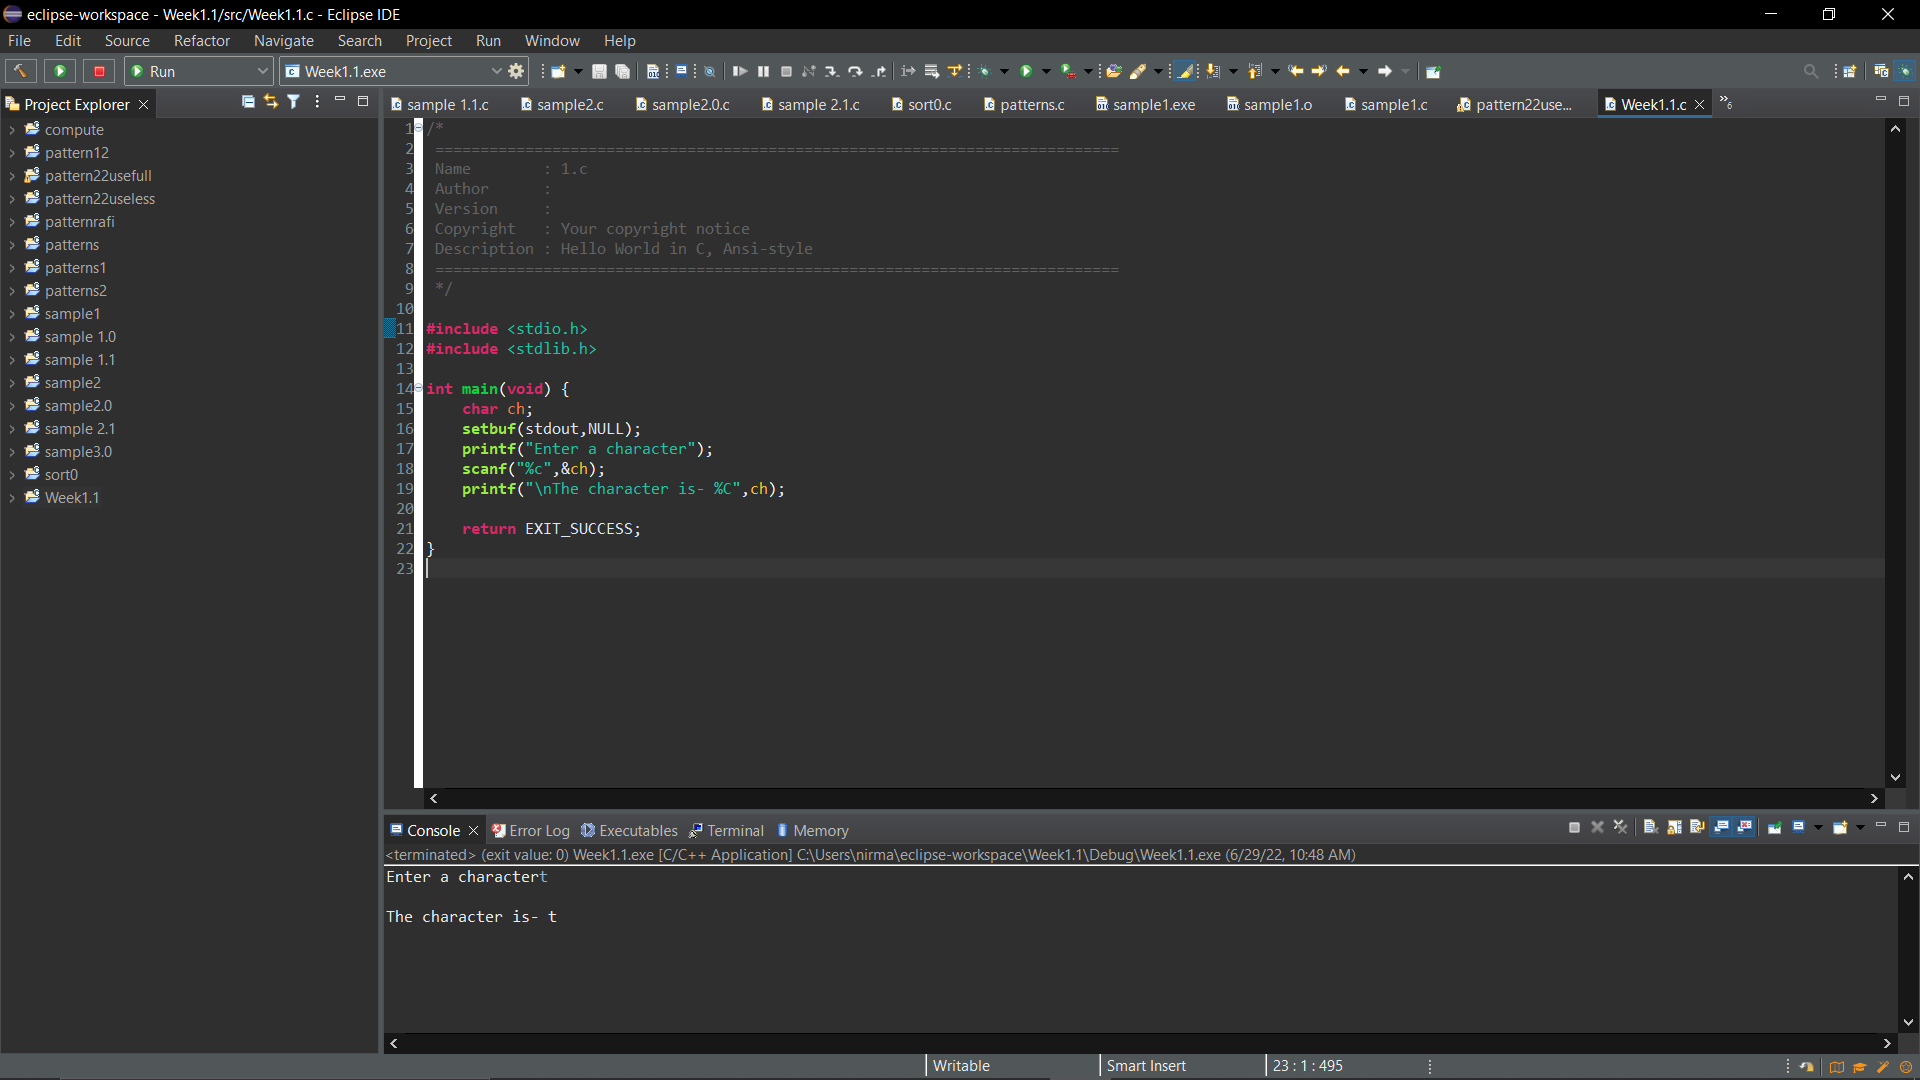 eclipse-workspace - Week1.1/src/Week1.1.c - Eclipse IDE
File Edit Source Refactor Navigate Search Project Run Window Help
Run Week1.1.exe
Project Explorer
sample 1.1.c sample2.c sample2.0.c sample 2.1.c sort0.c patterns.c sample1.exe sample1.o sample1.c pattern22use... Week1.1.c »6
compute
pattern12
pattern22usefull
pattern22useless
patternrafi
patterns
patterns1
patterns2
sample1
sample 1.0
sample 1.1
sample2
sample2.0
sample 2.1
sample3.0
sort0
Week1.1
1 /*
2 ============================================================================
3 Name : 1.c
4 Author :
5 Version :
6 Copyright : Your copyright notice
7 Description : Hello World in C, Ansi-style
8 ============================================================================
9 */
10
11 #include <stdio.h>
12 #include <stdlib.h>
13
14 int main(void) {
15 char ch;
16 setbuf(stdout,NULL);
17 printf("Enter a character");
18 scanf("%c",&ch);
19 printf("\nThe character is- %C",ch);
20
21 return EXIT_SUCCESS;
22 }
23
Console Error Log Executables Terminal Memory
<terminated> (exit value: 0) Week1.1.exe [C/C++ Application] C:\Users\nirma\eclipse-workspace\Week1.1\Debug\Week1.1.exe (6/29/22, 10:48 AM)
Enter a charactert
The character is- t
Writable Smart Insert 23 : 1 : 495